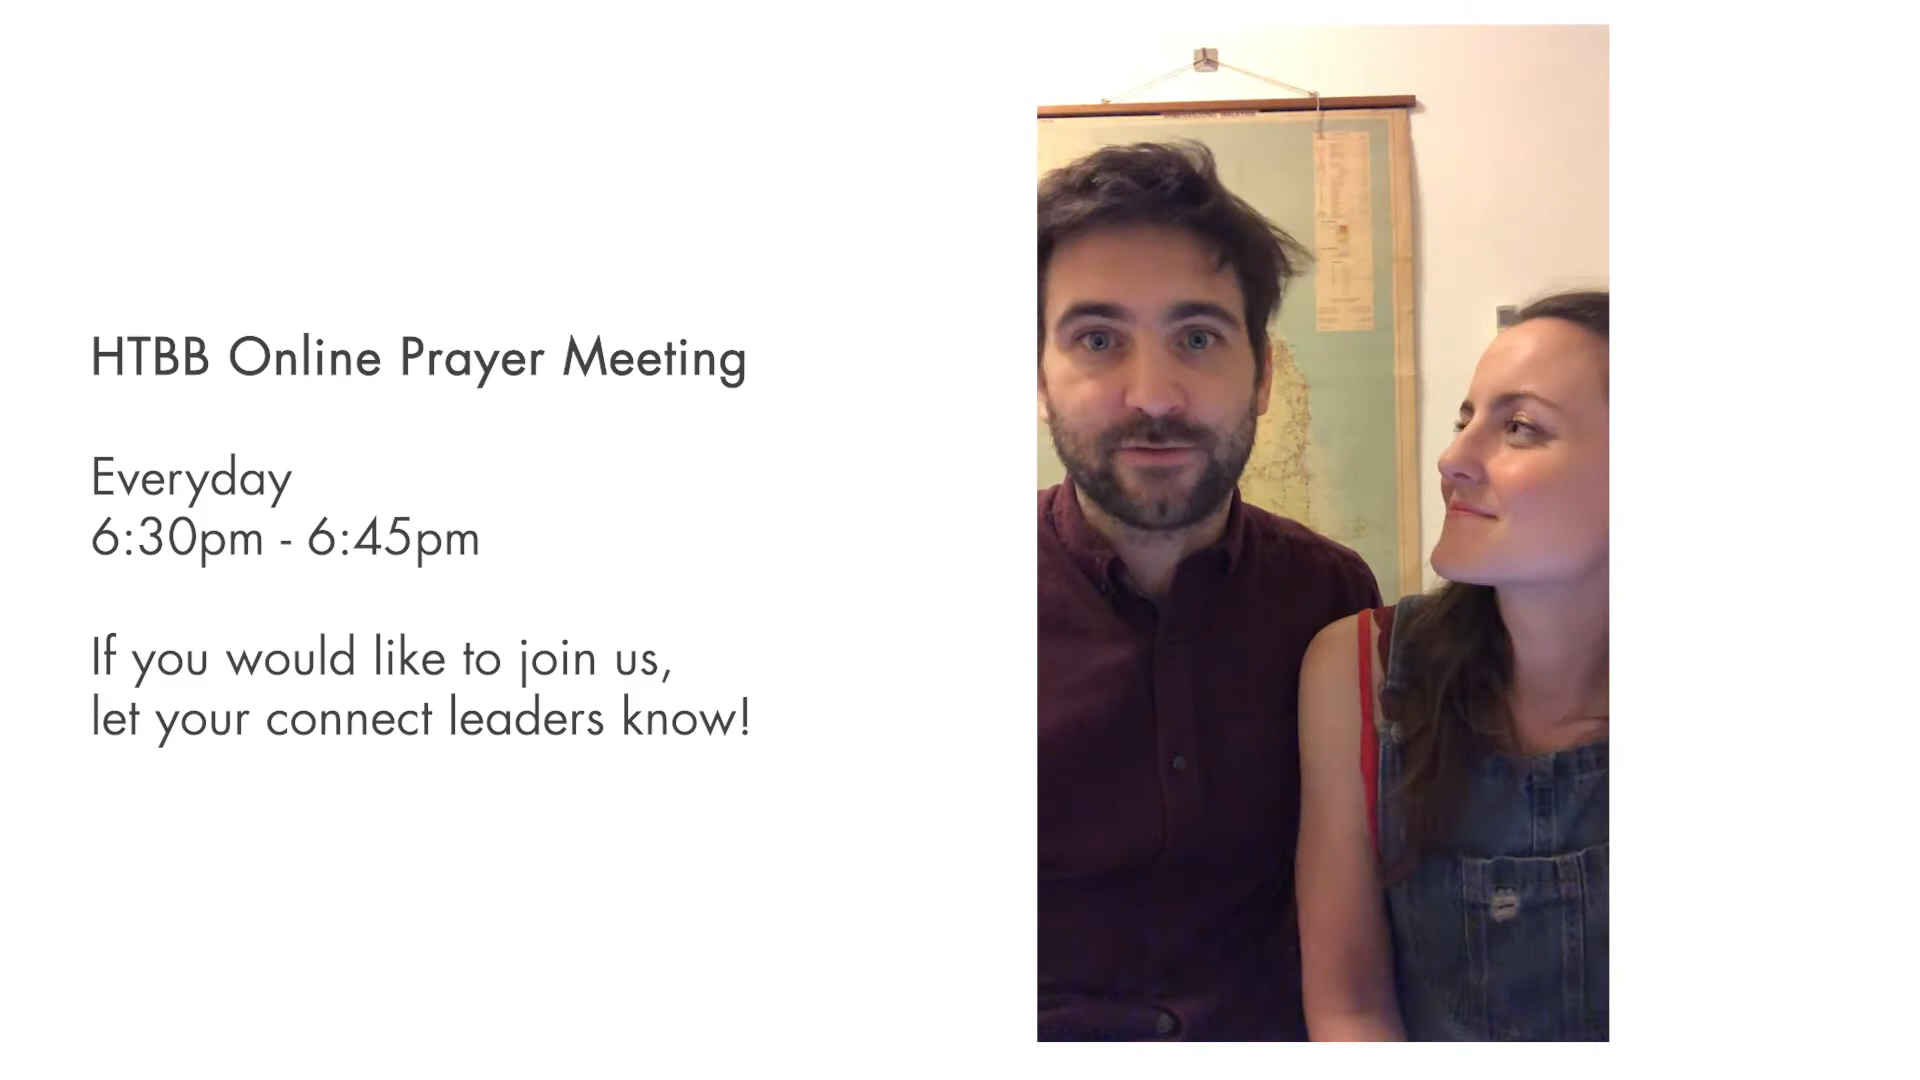 HTBB Online Prayer Meeting
Everyday
6:30pm - 6:45pm
If you would like to join us,
let your connect leaders know!